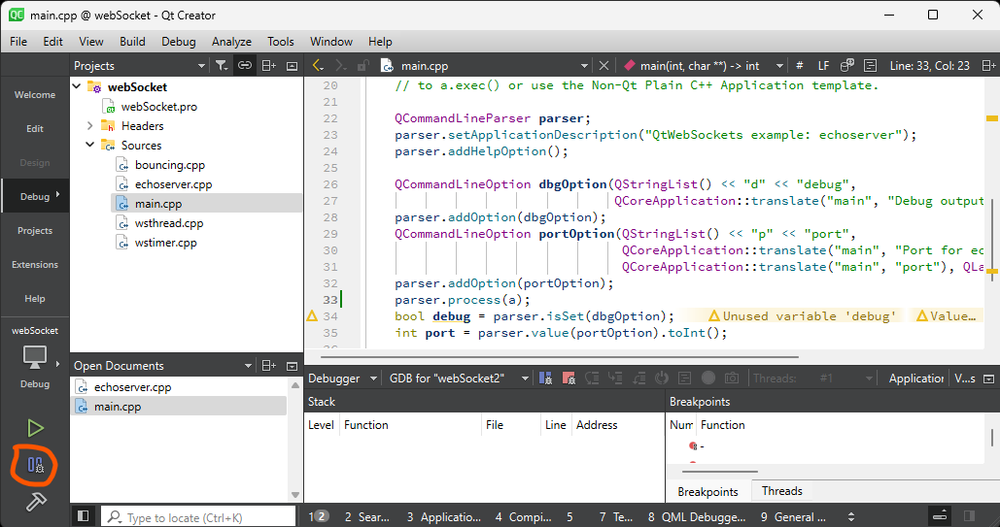 QC main.cpp @ webSocket - Qt Creator
File Edit View Build Debug Analyze Tools Window Help
Projects
main.cpp
main(int, char **) -> int
# LF
Line: 33, Col: 23
Welcome
Edit
Design
Debug
Projects
Extensions
Help
webSocket
Debug
webSocket
webSocket.pro
Headers
Sources
bouncing.cpp
echoserver.cpp
main.cpp
wsthread.cpp
wstimer.cpp
Open Documents
echoserver.cpp
main.cpp
20 // to a.exec() or use the Non-Qt Plain C++ Application template.
21
22 QCommandLineParser parser;
23 parser.setApplicationDescription("QtWebSockets example: echoserver");
24 parser.addHelpOption();
25
26 QCommandLineOption dbgOption(QStringList() << "d" << "debug",
27 QCoreApplication::translate("main", "Debug output
28 parser.addOption(dbgOption);
29 QCommandLineOption portOption(QStringList() << "p" << "port",
30 QCoreApplication::translate("main", "Port for ec
31 QCoreApplication::translate("main", "port"), QLa
32 parser.addOption(portOption);
33 parser.process(a);
34 bool debug = parser.isSet(dbgOption); Unused variable 'debug' Value…
35 int port = parser.value(portOption).toInt();
Debugger GDB for "webSocket2" Threads: #1 Application V...s
Stack
Level Function File Line Address
Breakpoints
Num Function
-
Breakpoints Threads
Type to locate (Ctrl+K)
1 2 2 Sear... 3 Applicatio... 4 Compi... 5 7 Te... 8 QML Debugge... 9 General ...